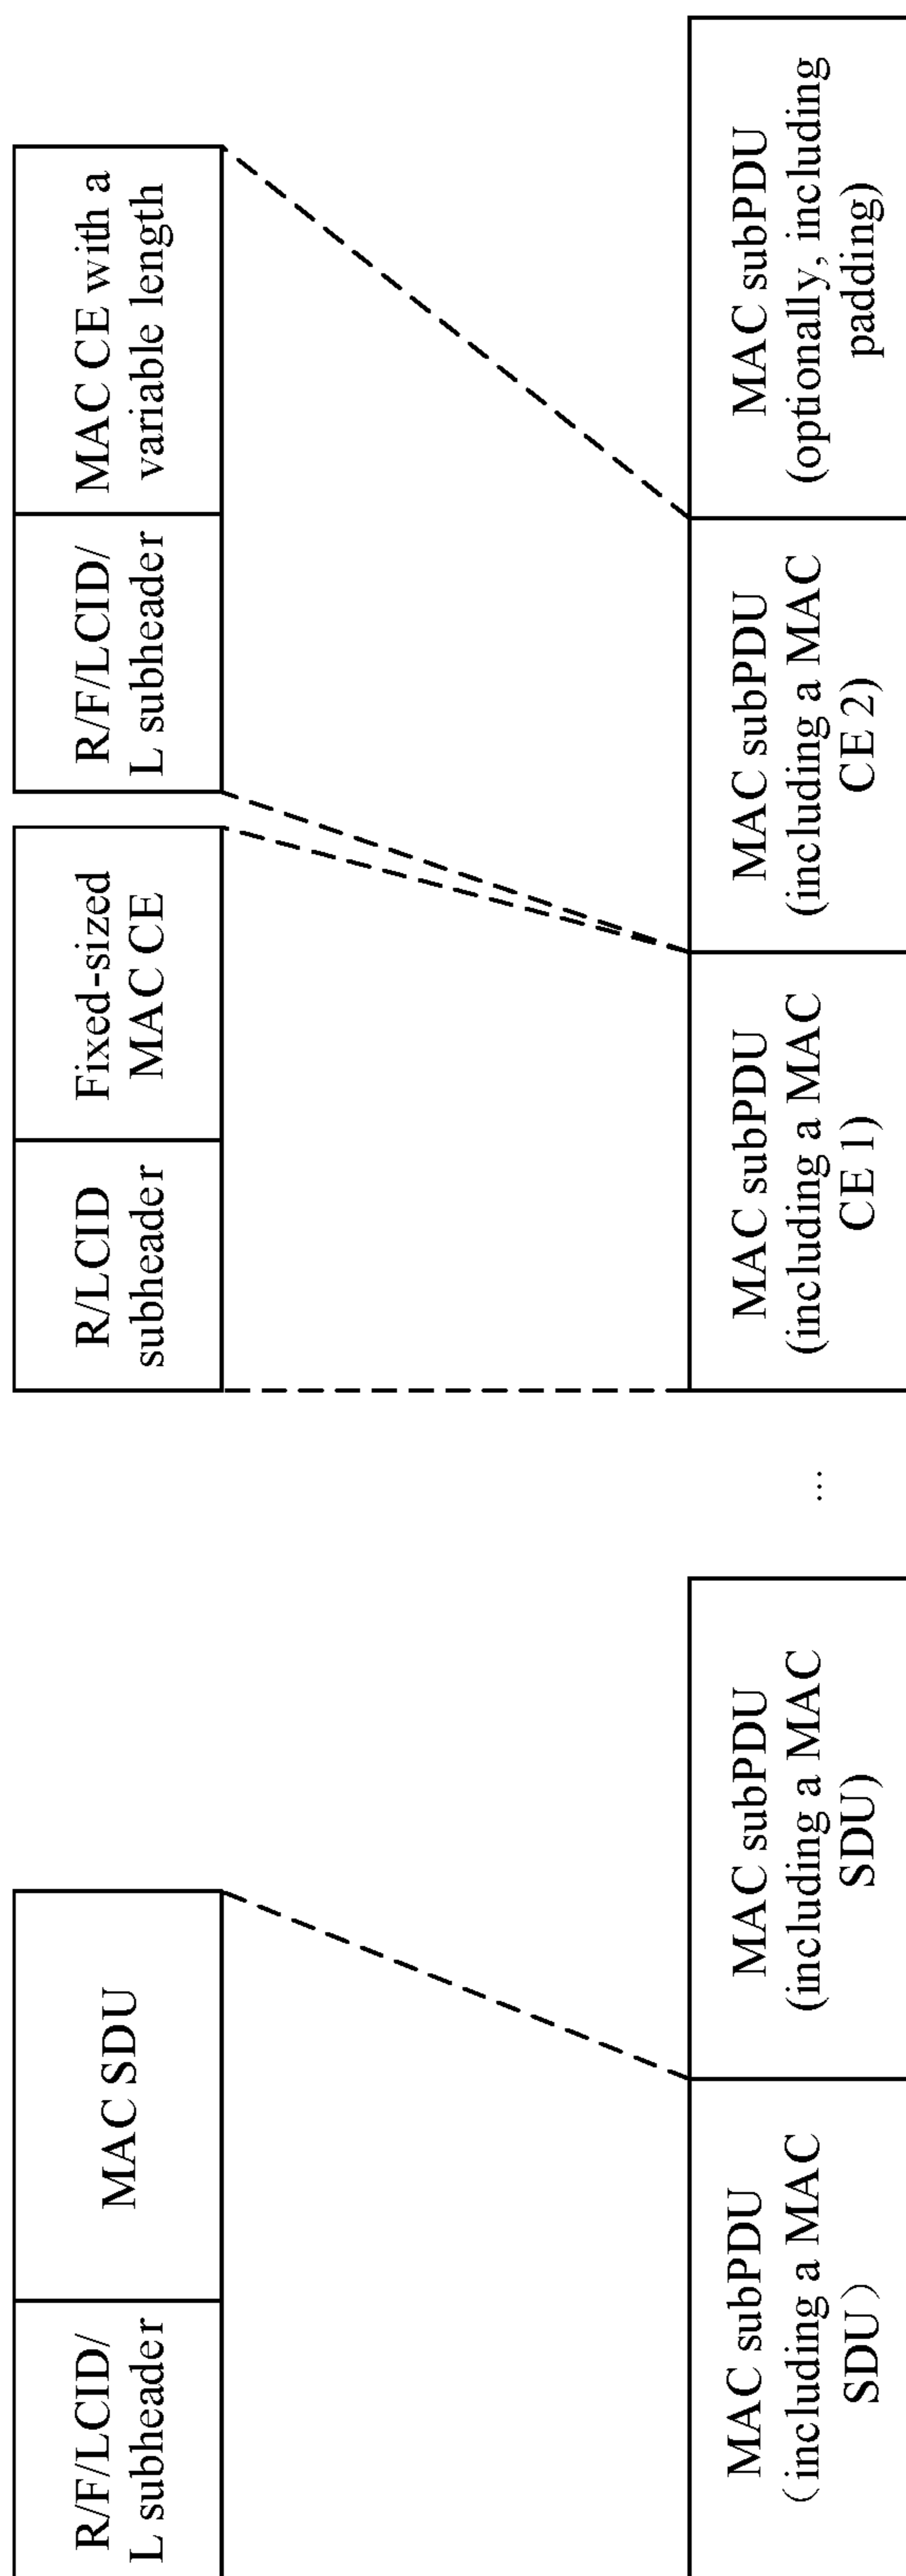 R/F/LCID/
L subheader
MAC SDU
R/LCID
subheader
Fixed-sized
MAC CE
R/F/LCID/
L subheader
MAC CE with a
variable length
MAC subPDU
（including a MAC
SDU）
MAC subPDU
(including a MAC
SDU)
...
MAC subPDU
(including a MAC
CE 1)
MAC subPDU
(including a MAC
CE 2)
MAC subPDU
(optionally, including
padding)